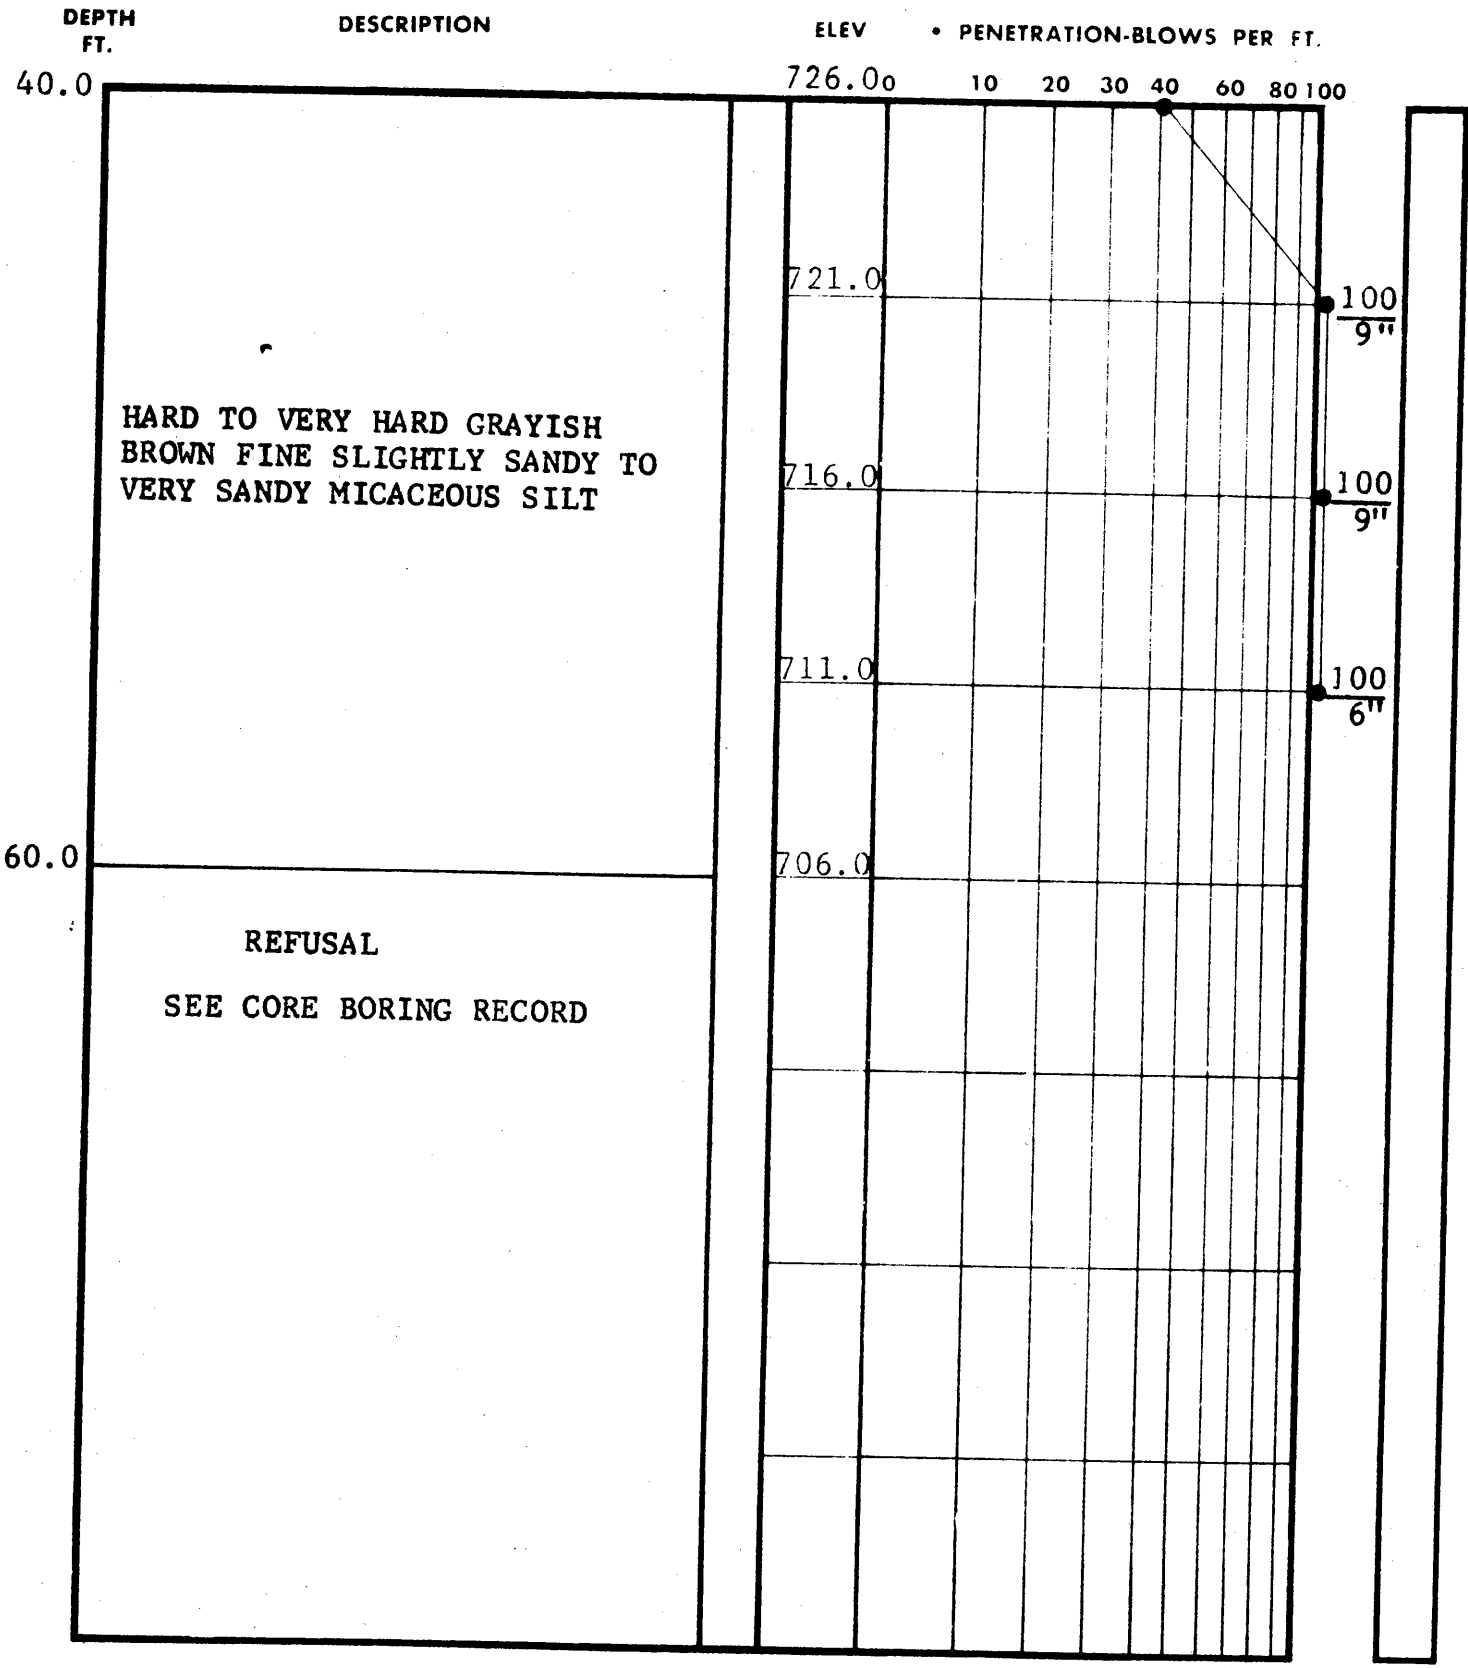 DEPTH
FT.
DESCRIPTION
ELEV
• PENETRATION-BLOWS PER FT.
40.0
726.0
0 10 20 30 40 60 80 100
721.0
100
9"
HARD TO VERY HARD GRAYISH
BROWN FINE SLIGHTLY SANDY TO
VERY SANDY MICACEOUS SILT
716.0
100
9"
711.0
100
6"
60.0
706.0
REFUSAL
SEE CORE BORING RECORD